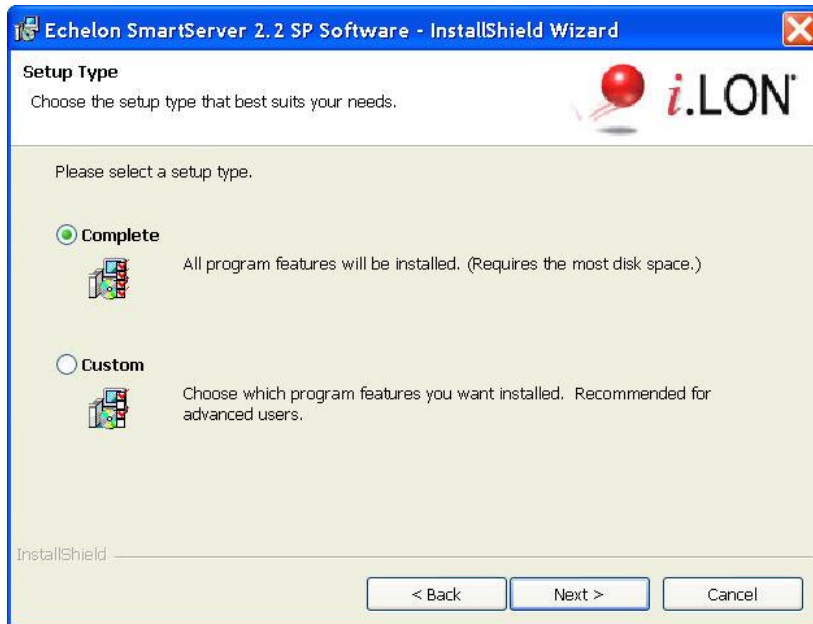 Echelon SmartServer 2.2 SP Software - InstallShield Wizard
Setup Type
Choose the setup type that best suits your needs.
i.LON®
Please select a setup type.
Complete
All program features will be installed. (Requires the most disk space.)
Custom
Choose which program features you want installed. Recommended for
advanced users.
InstallShield
< Back
Next >
Cancel